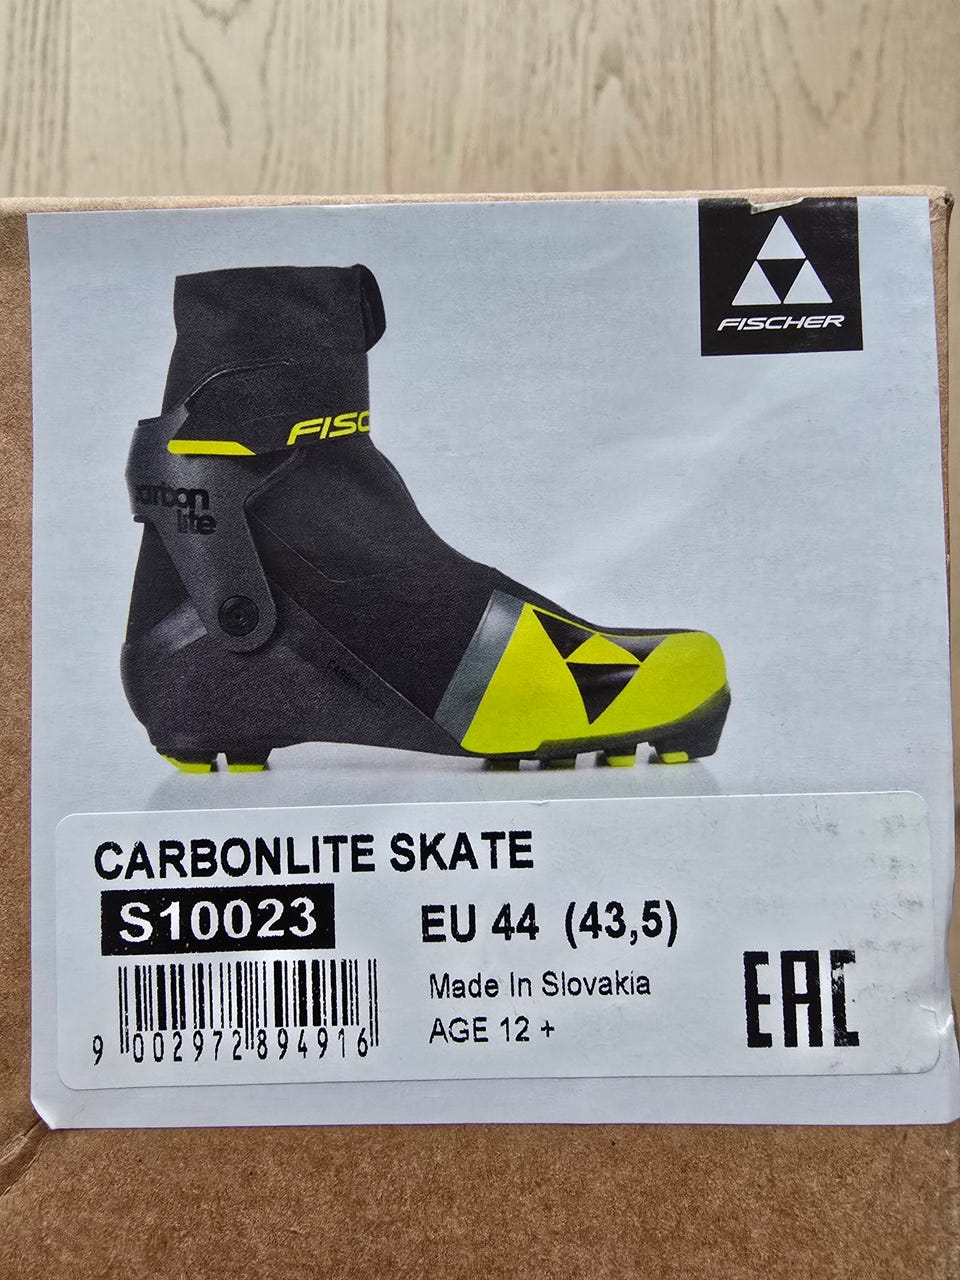 FISCHER
FISC
arbon
lite
CARBONLITE SKATE
S10023
EU 44 (43,5)
Made In Slovakia
AGE 12 +
EAC
9 002972 894916